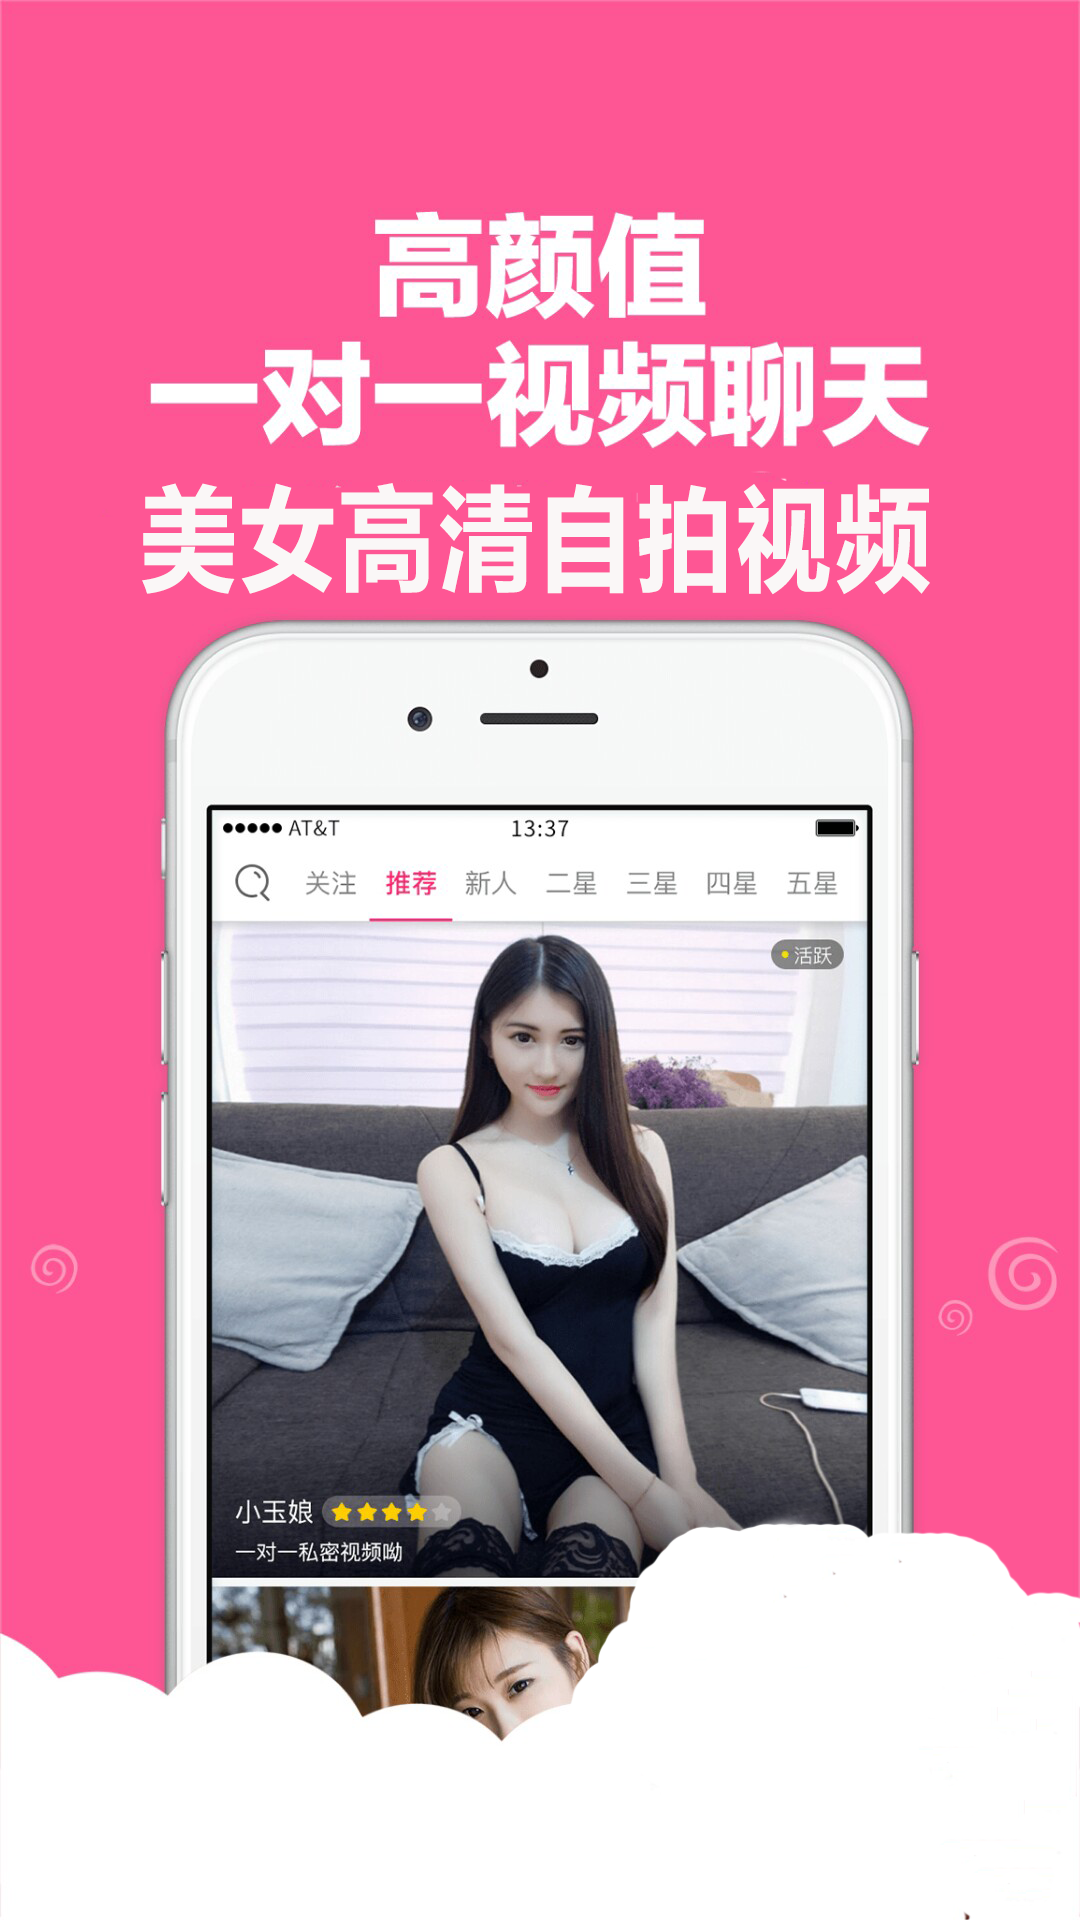 高颜值
一对一视频聊天
美女高清自拍视频
AT&T 13:37
关注 推荐 新人 二星 三星 四星 五星
活跃
小玉娘
一对一私密视频呦